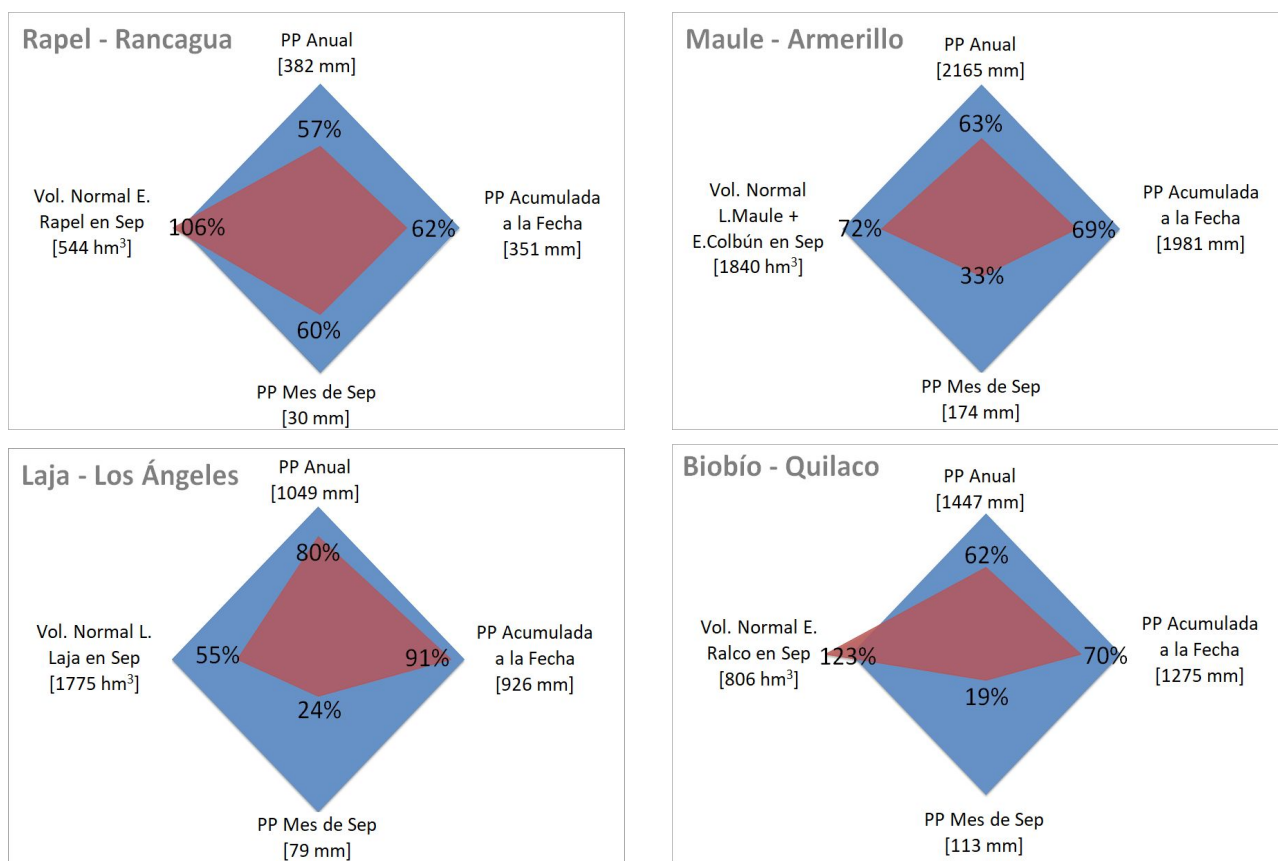 Rapel - Rancagua
PP Anual
[382 mm]
57%
Vol. Normal E.
Rapel en Sep
[544 hm³]
106%
62%
PP Acumulada
a la Fecha
[351 mm]
60%
PP Mes de Sep
[30 mm]
Maule - Armerillo
PP Anual
[2165 mm]
63%
Vol. Normal
L.Maule +
E.Colbún en Sep
[1840 hm³]
72%
69%
PP Acumulada
a la Fecha
[1981 mm]
33%
PP Mes de Sep
[174 mm]
Laja - Los Ángeles
PP Anual
[1049 mm]
80%
Vol. Normal L.
Laja en Sep
[1775 hm³]
55%
91%
PP Acumulada
a la Fecha
[926 mm]
24%
PP Mes de Sep
[79 mm]
Biobío - Quilaco
PP Anual
[1447 mm]
62%
Vol. Normal E.
Ralco en Sep
[806 hm³]
123%
70%
PP Acumulada
a la Fecha
[1275 mm]
19%
PP Mes de Sep
[113 mm]